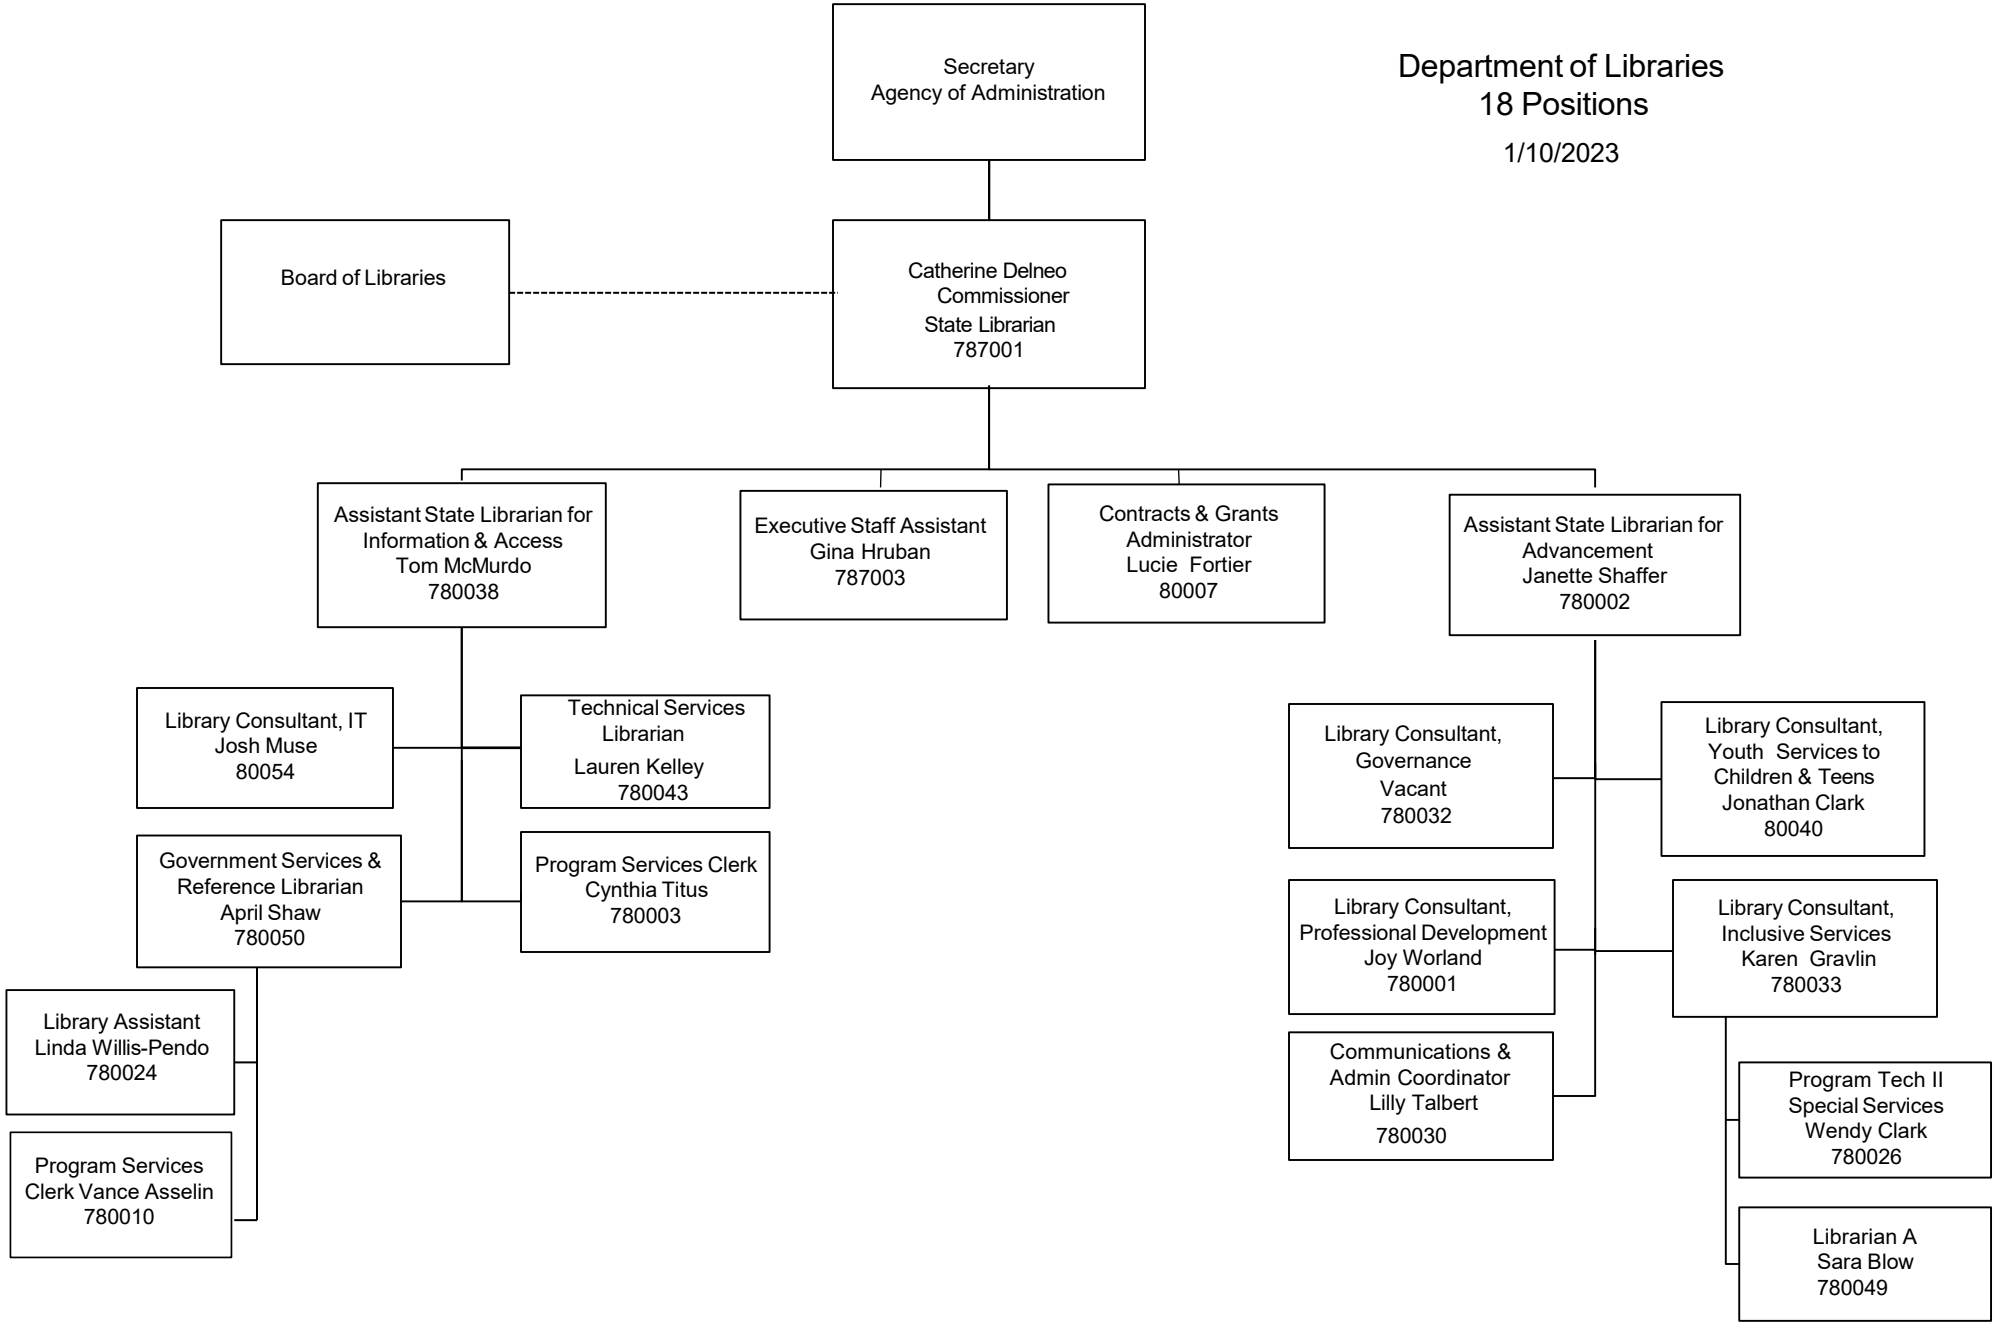 Secretary
Agency of Administration
Department of Libraries
18 Positions
1/10/2023
Board of Libraries
Catherine Delneo
Commissioner
State Librarian
787001
Assistant State Librarian for
Information & Access
Tom McMurdo
780038
Executive Staff Assistant
Gina Hruban
787003
Contracts & Grants
Administrator
Lucie Fortier
80007
Assistant State Librarian for
Advancement
Janette Shaffer
780002
Library Consultant, IT
Josh Muse
80054
Technical Services
Librarian
Lauren Kelley
780043
Library Consultant,
Governance
Vacant
780032
Library Consultant,
Youth Services to
Children & Teens
Jonathan Clark
80040
Government Services &
Reference Librarian
April Shaw
780050
Program Services Clerk
Cynthia Titus
780003
Library Consultant,
Professional Development
Joy Worland
780001
Library Consultant,
Inclusive Services
Karen Gravlin
780033
Library Assistant
Linda Willis-Pendo
780024
Communications &
Admin Coordinator
Lilly Talbert
780030
Program Tech II
Special Services
Wendy Clark
780026
Program Services
Clerk Vance Asselin
780010
Librarian A
Sara Blow
780049